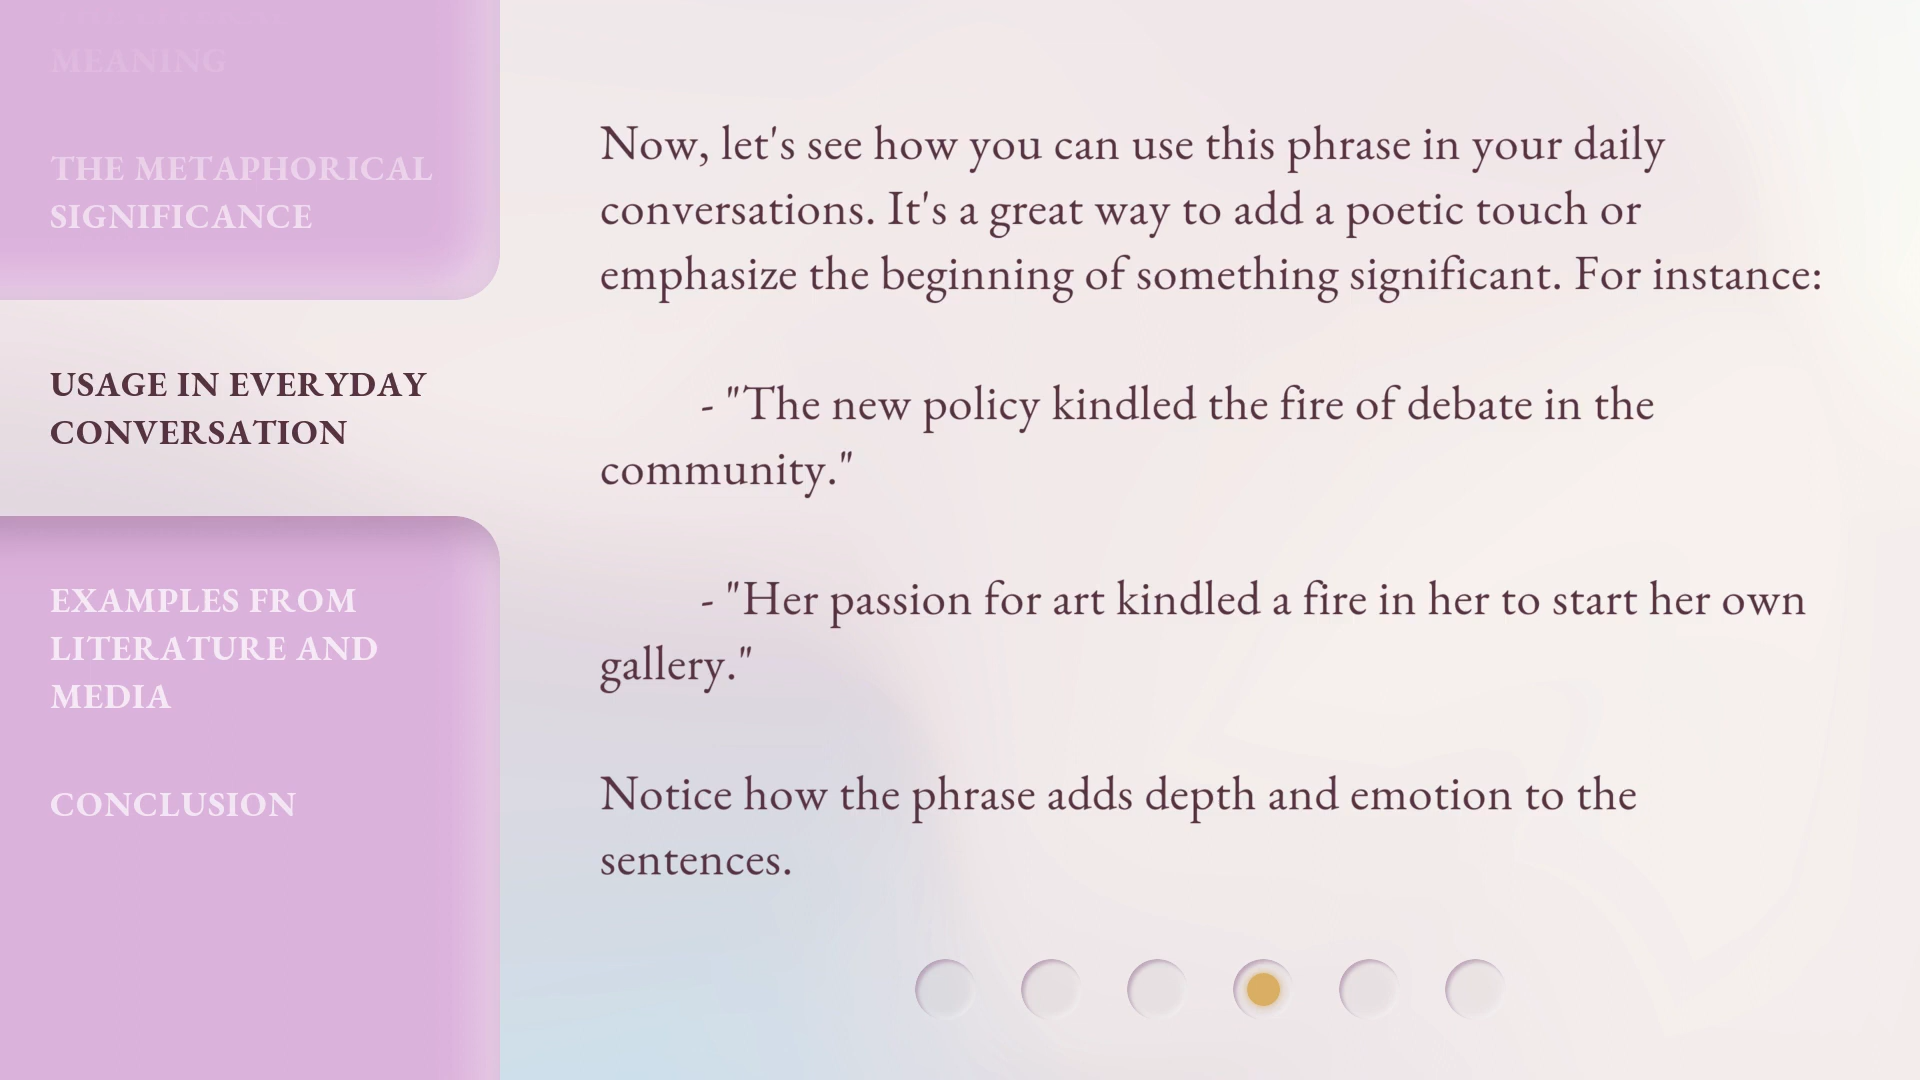 MEANING
THE METAPHORICAL
SIGNIFICANCE
USAGE IN EVERYDAY
CONVERSATION
EXAMPLES FROM
LITERATURE AND
MEDIA
CONCLUSION
Now, let's see how you can use this phrase in your daily
conversations. It's a great way to add a poetic touch or
emphasize the beginning of something significant. For instance:
- "The new policy kindled the fire of debate in the
community."
- "Her passion for art kindled a fire in her to start her own
gallery."
Notice how the phrase adds depth and emotion to the
sentences.